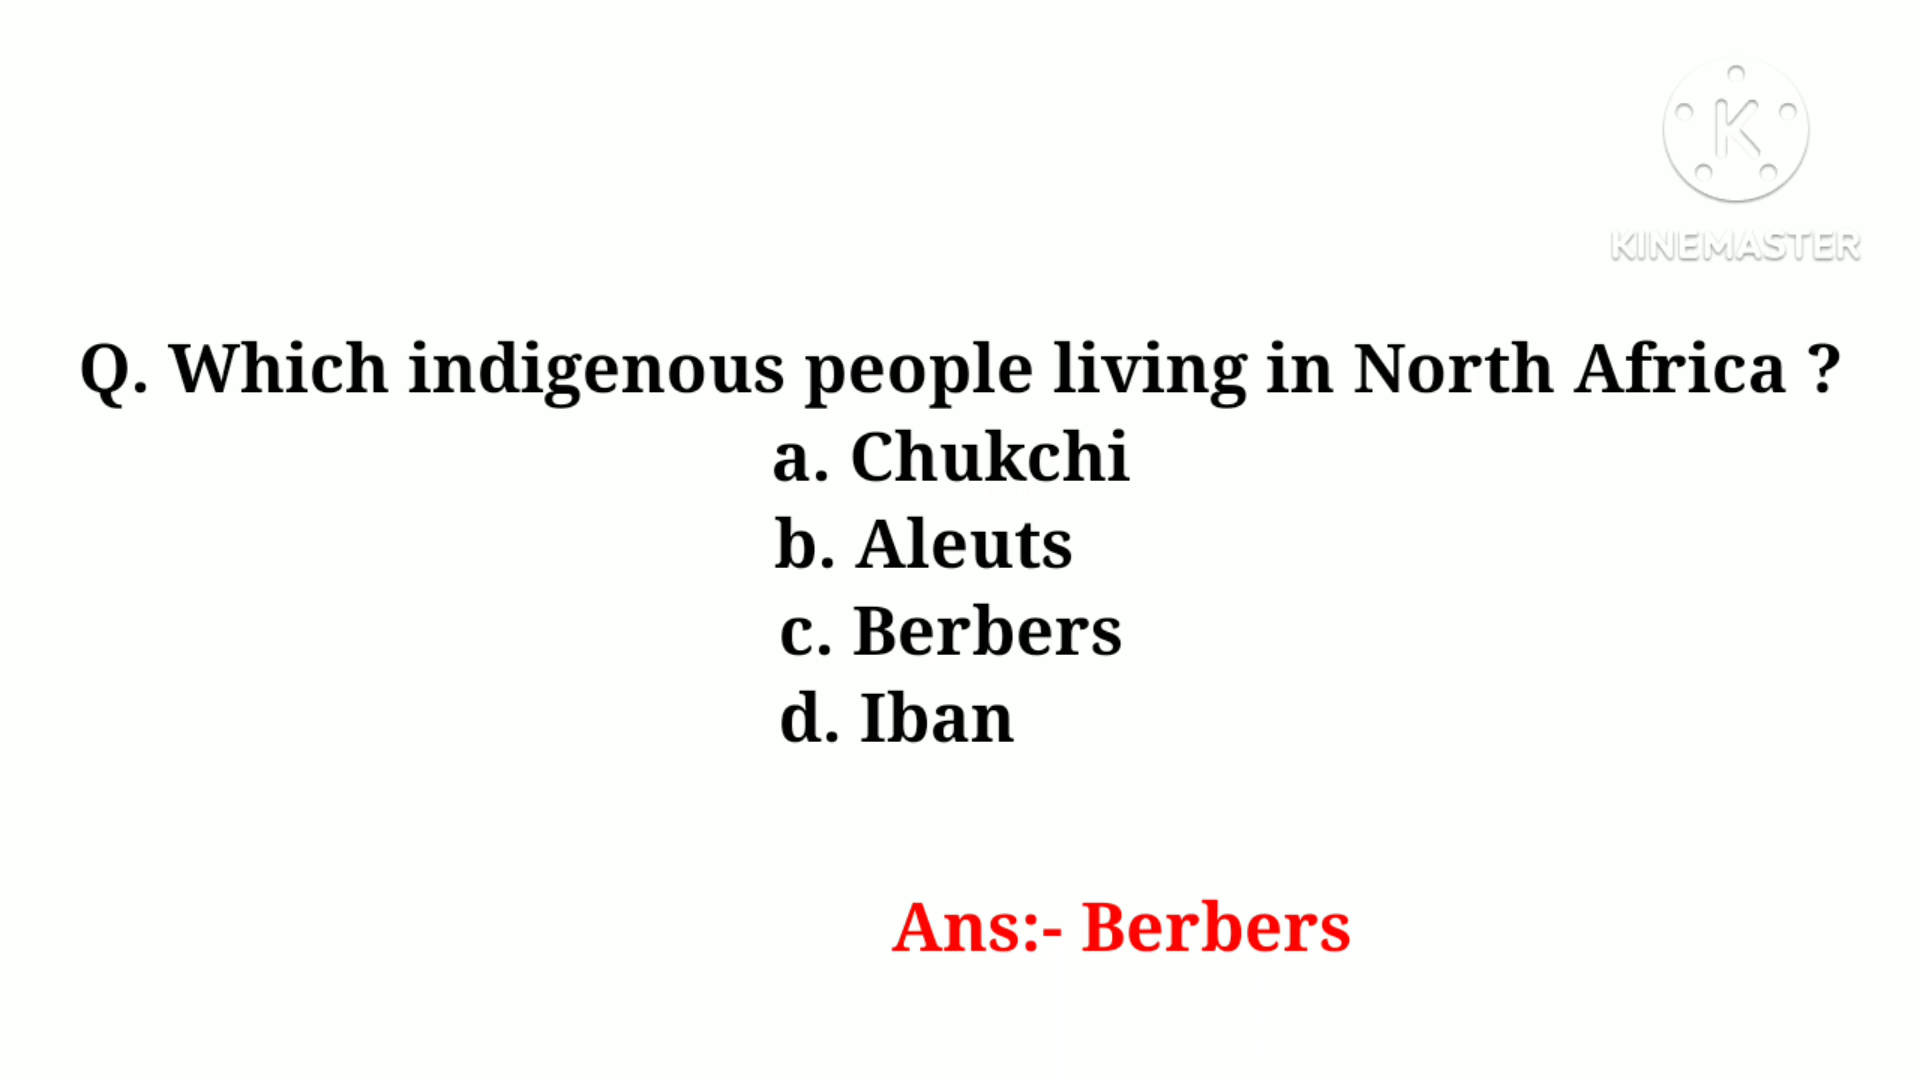 K
KINEMASTER
Q. Which indigenous people living in North Africa ?
a. Chukchi
b. Aleuts
c. Berbers
d. Iban
Ans:- Berbers